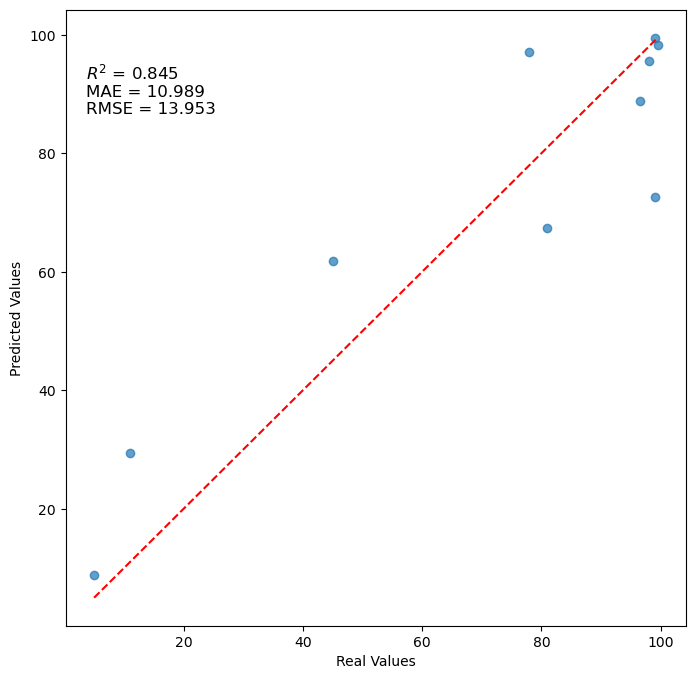 R² = 0.845
MAE = 10.989
RMSE = 13.953
100
80
60
40
20
Predicted Values
20 40 60 80 100
Real Values